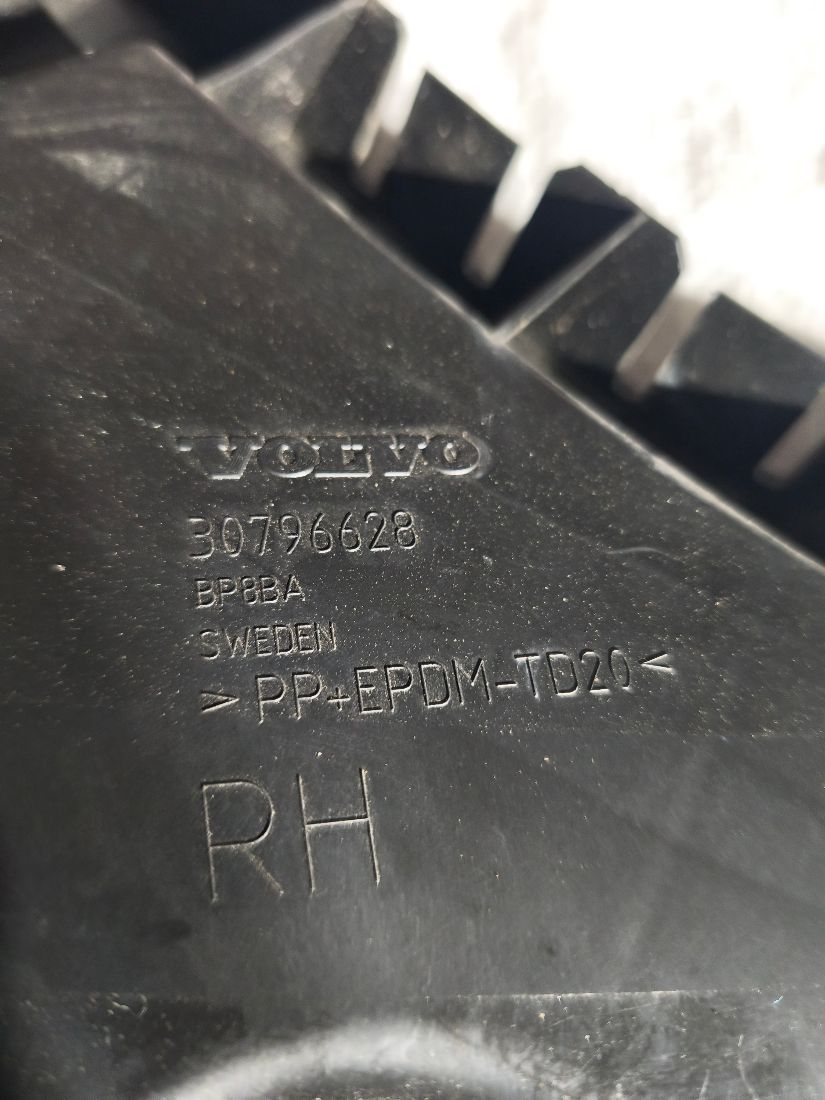 VOLVO
30796628
BP8BA
SWEDEN
>PP+EPDM-TD20<
RH